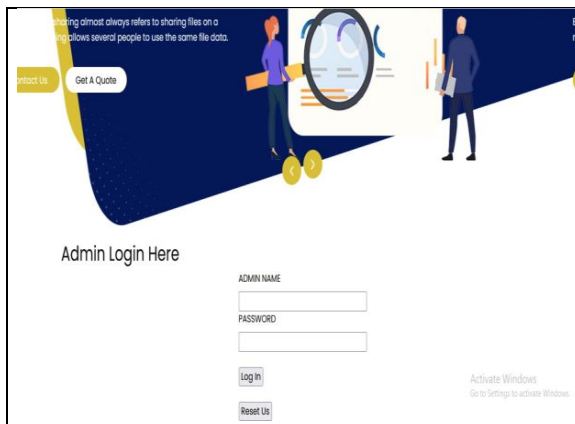 sharing almost always refers to sharing files on a
allows several people to use the same file data.
Contact Us
Get A Quote
Admin Login Here
ADMIN NAME
PASSWORD
Log In
Reset Us
Activate Windows
Go to Settings to activate Windows.